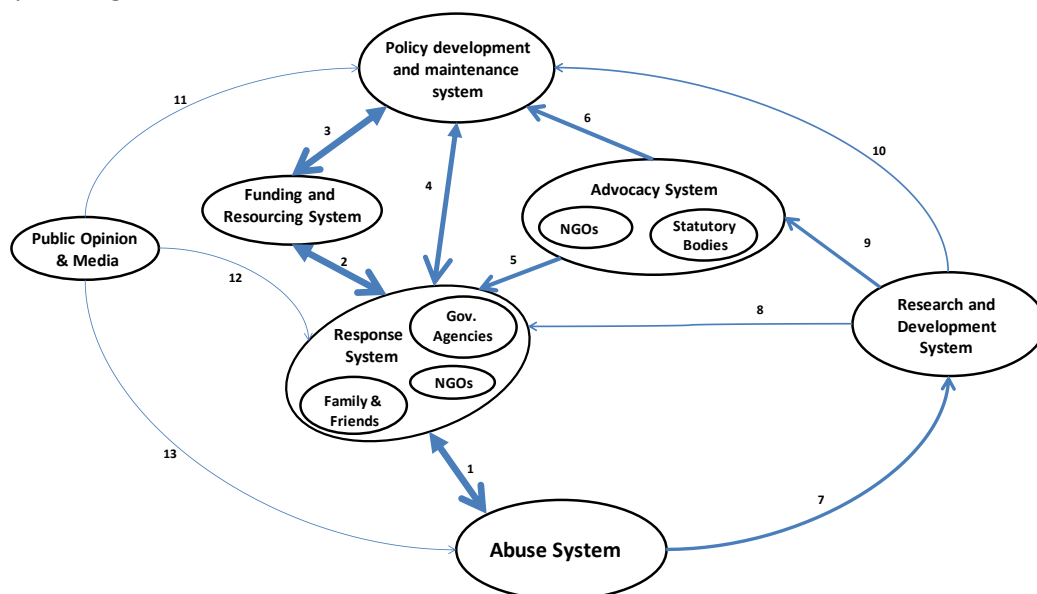 Policy development
and maintenance
system
11
3
6
10
4
Funding and
Resourcing System
Advocacy System
NGOs
Statutory
Bodies
Public Opinion
& Media
2
5
9
12
Response
System
Gov.
Agencies
8
Research and
Development
System
NGOs
Family &
Friends
13
1
7
Abuse System